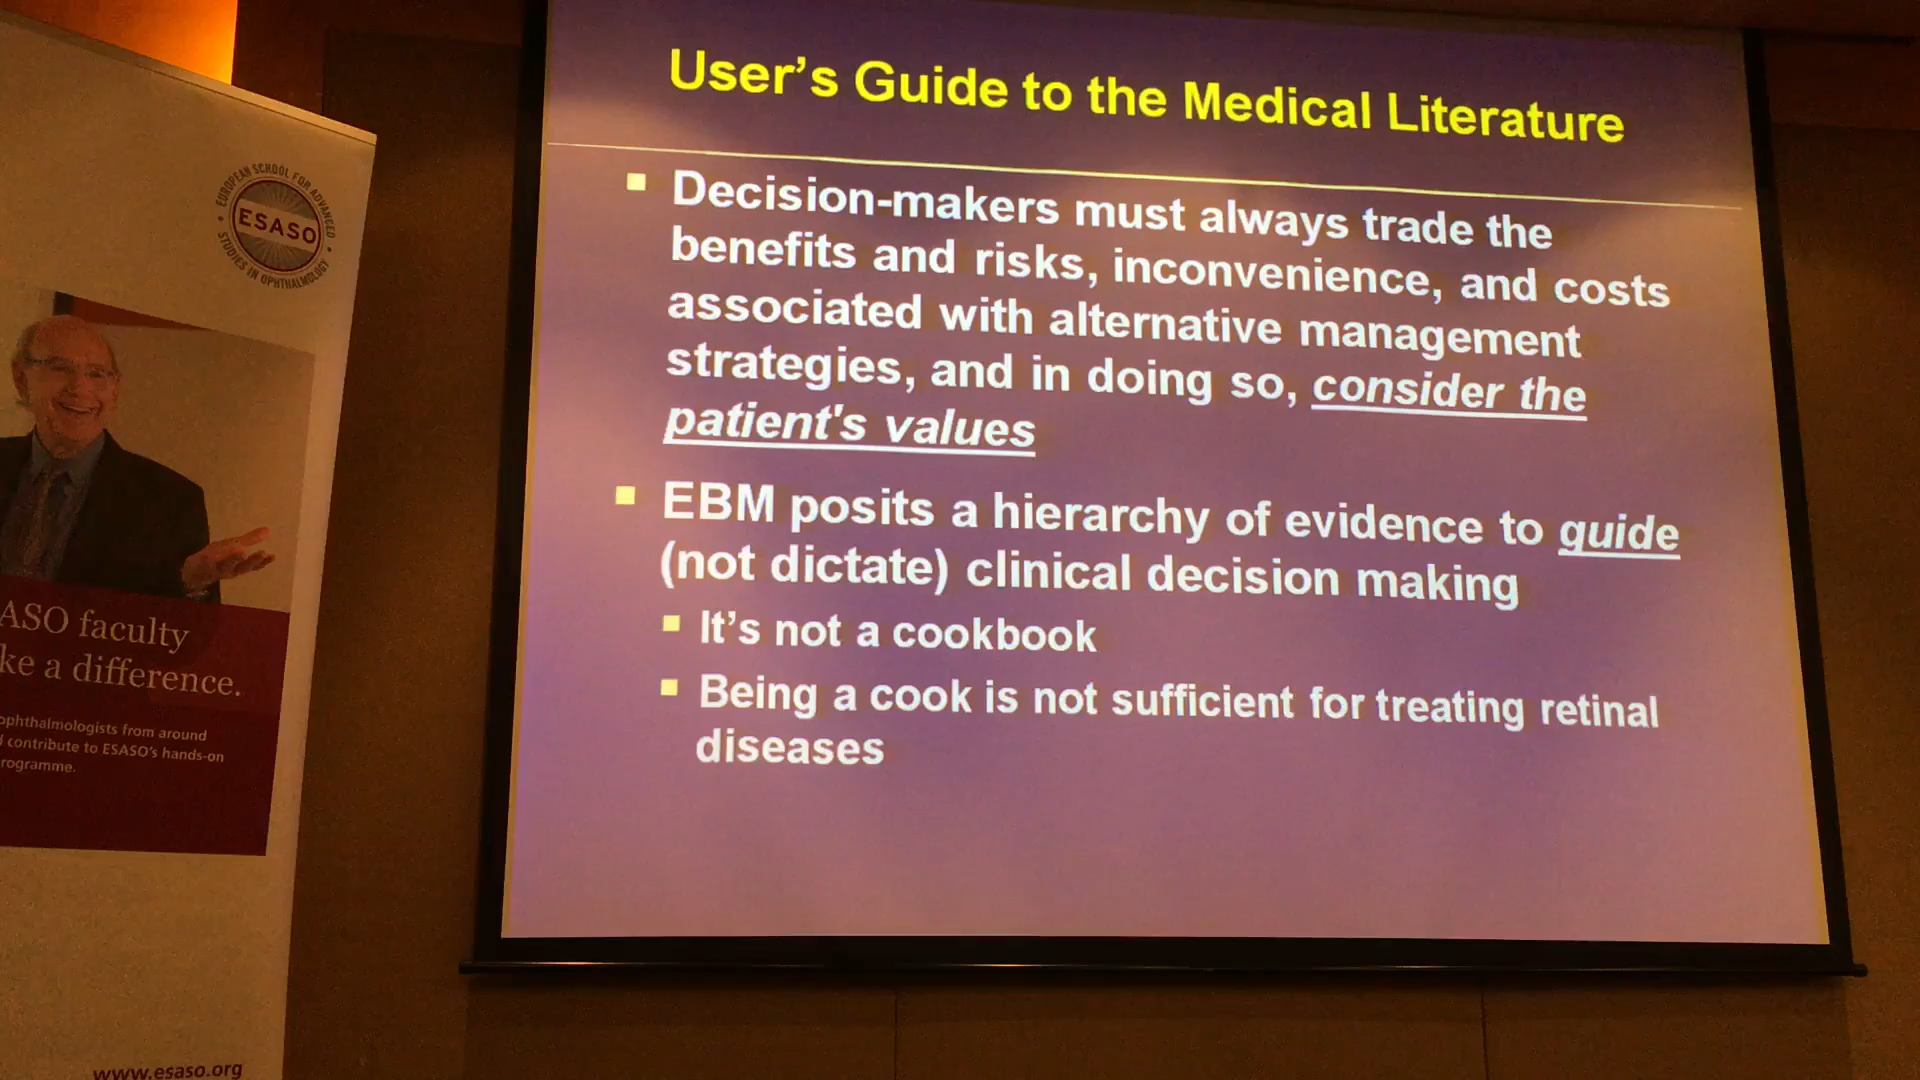 User's Guide to the Medical Literature
Decision-makers must always trade the
benefits and risks, inconvenience, and costs
associated with alternative management
strategies, and in doing so, consider the
patient's values
EBM posits a hierarchy of evidence to guide
(not dictate) clinical decision making
It's not a cookbook
Being a cook is not sufficient for treating retinal
diseases
EUROPEAN SCHOOL FOR ADVANCED
ESASO
STUDIES IN OPHTHALMOLOGY
ASO faculty
ke a difference.
ophthalmologists from around
contribute to ESASO's hands-on
rogramme.
www.esaso.org